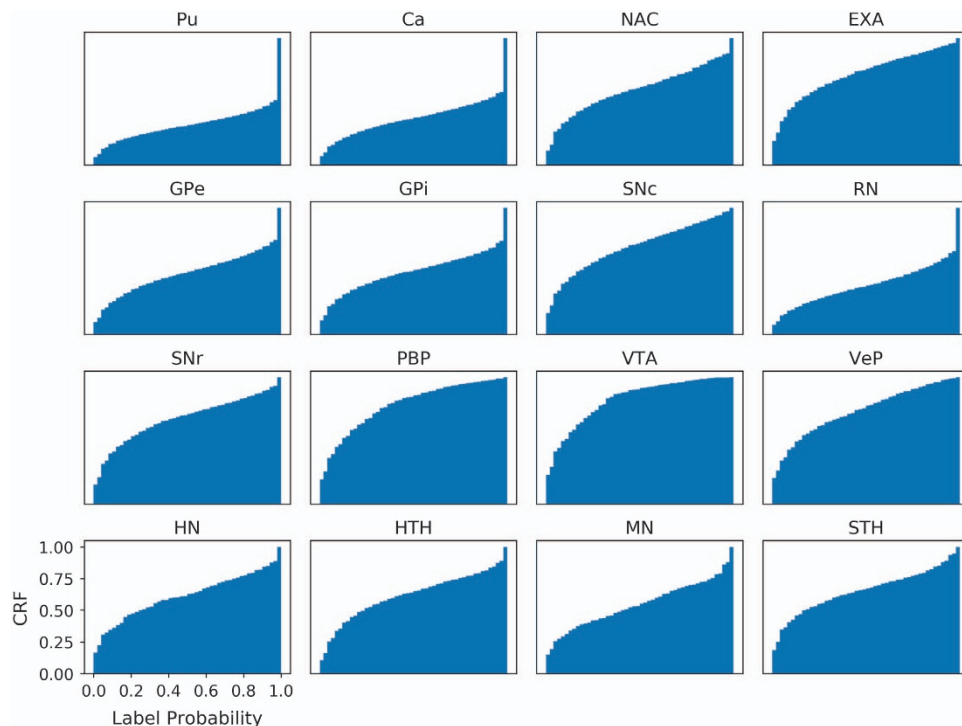 Pu Ca NAC EXA
GPe GPi SNc RN
SNr PBP VTA VeP
HN HTH MN STH
1.00
0.75
0.50
0.25
0.00
CRF
0.0 0.2 0.4 0.6 0.8 1.0
Label Probability